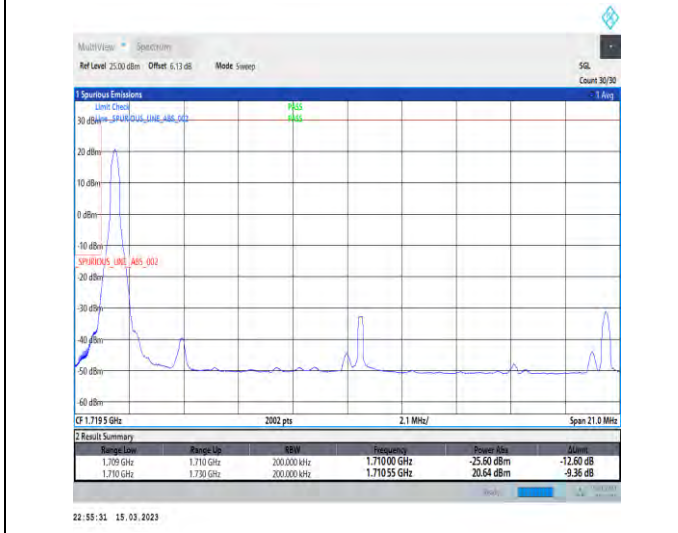 MultiView Spectrum
Ref Level 25.00 dBm Offset 6.13 dB Mode Sweep SGL
Count 30/30
1 Spurious Emissions 1 Avg
Limit Check PASS
Line _SPURIOUS_LINE_ABS_002 PASS
30 dBm
20 dBm
10 dBm
0 dBm
-10 dBm
_SPURIOUS_LINE_ABS_002
-20 dBm
-30 dBm
-40 dBm
-50 dBm
-60 dBm
CF 1.719 5 GHz 2002 pts 2.1 MHz/ Span 21.0 MHz
2 Result Summary
Range Low Range Up RBW Frequency Power Abs ΔLimit
1.709 GHz 1.710 GHz 200.000 kHz 1.710 00 GHz -25.60 dBm -12.60 dB
1.710 GHz 1.730 GHz 200.000 kHz 1.710 55 GHz 20.64 dBm -9.36 dB
22:55:31 15.03.2023